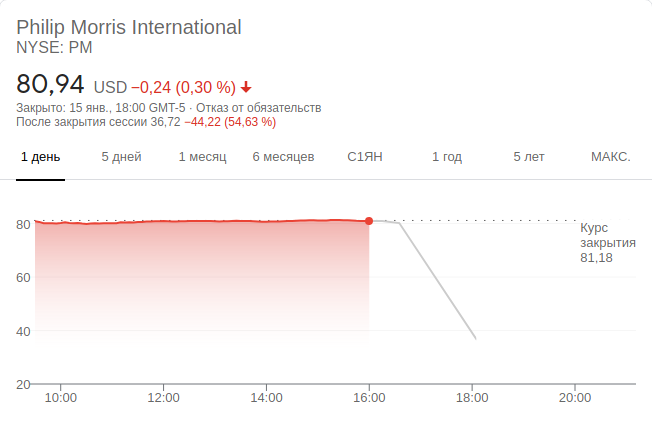 Philip Morris International
NYSE: PM
80,94 USD −0,24 (0,30 %)
Закрыто: 15 янв., 18:00 GMT-5 · Отказ от обязательств
После закрытия сессии 36,72 −44,22 (54,63 %)
1 день 5 дней 1 месяц 6 месяцев С1ЯН 1 год 5 лет МАКС.
80
60
40
20
Курс
закрытия
81,18
10:00 12:00 14:00 16:00 18:00 20:00